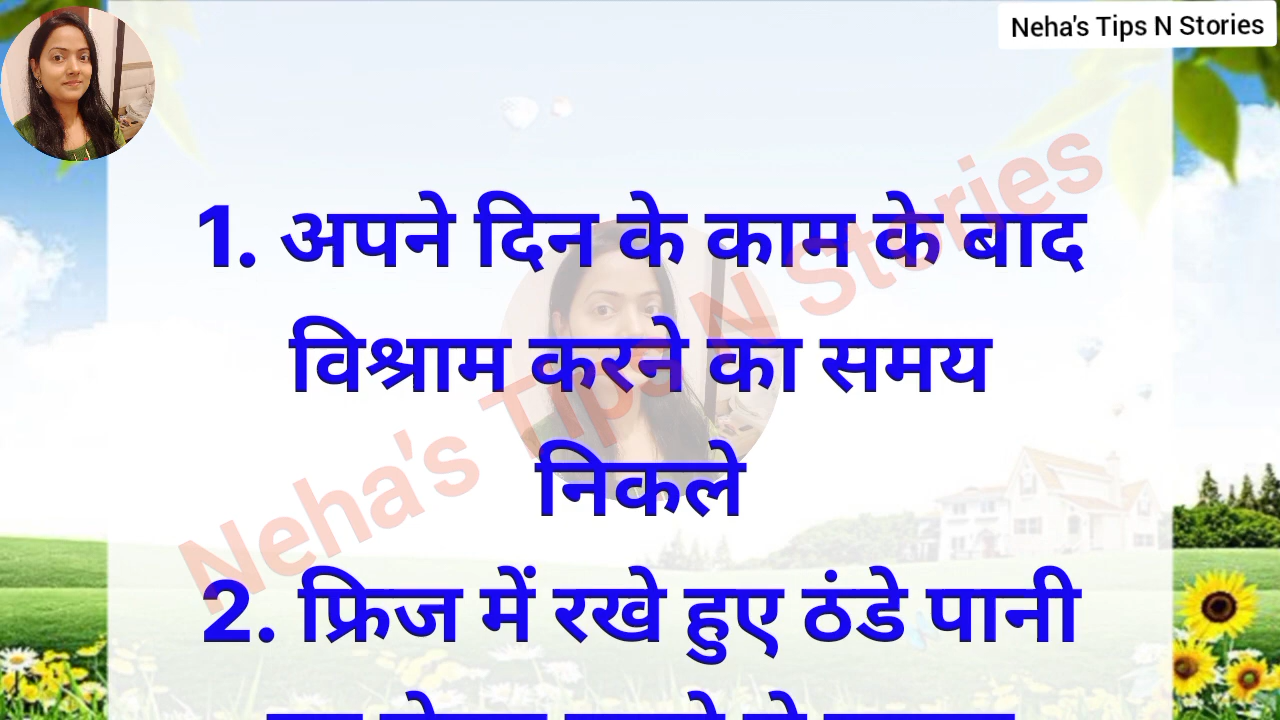 Neha's Tips N Stories
1. अपने दिन के काम के बाद
विश्राम करने का समय
निकले
2. फ्रिज में रखे हुए ठंडे पानी
Neha's Tips N Stories